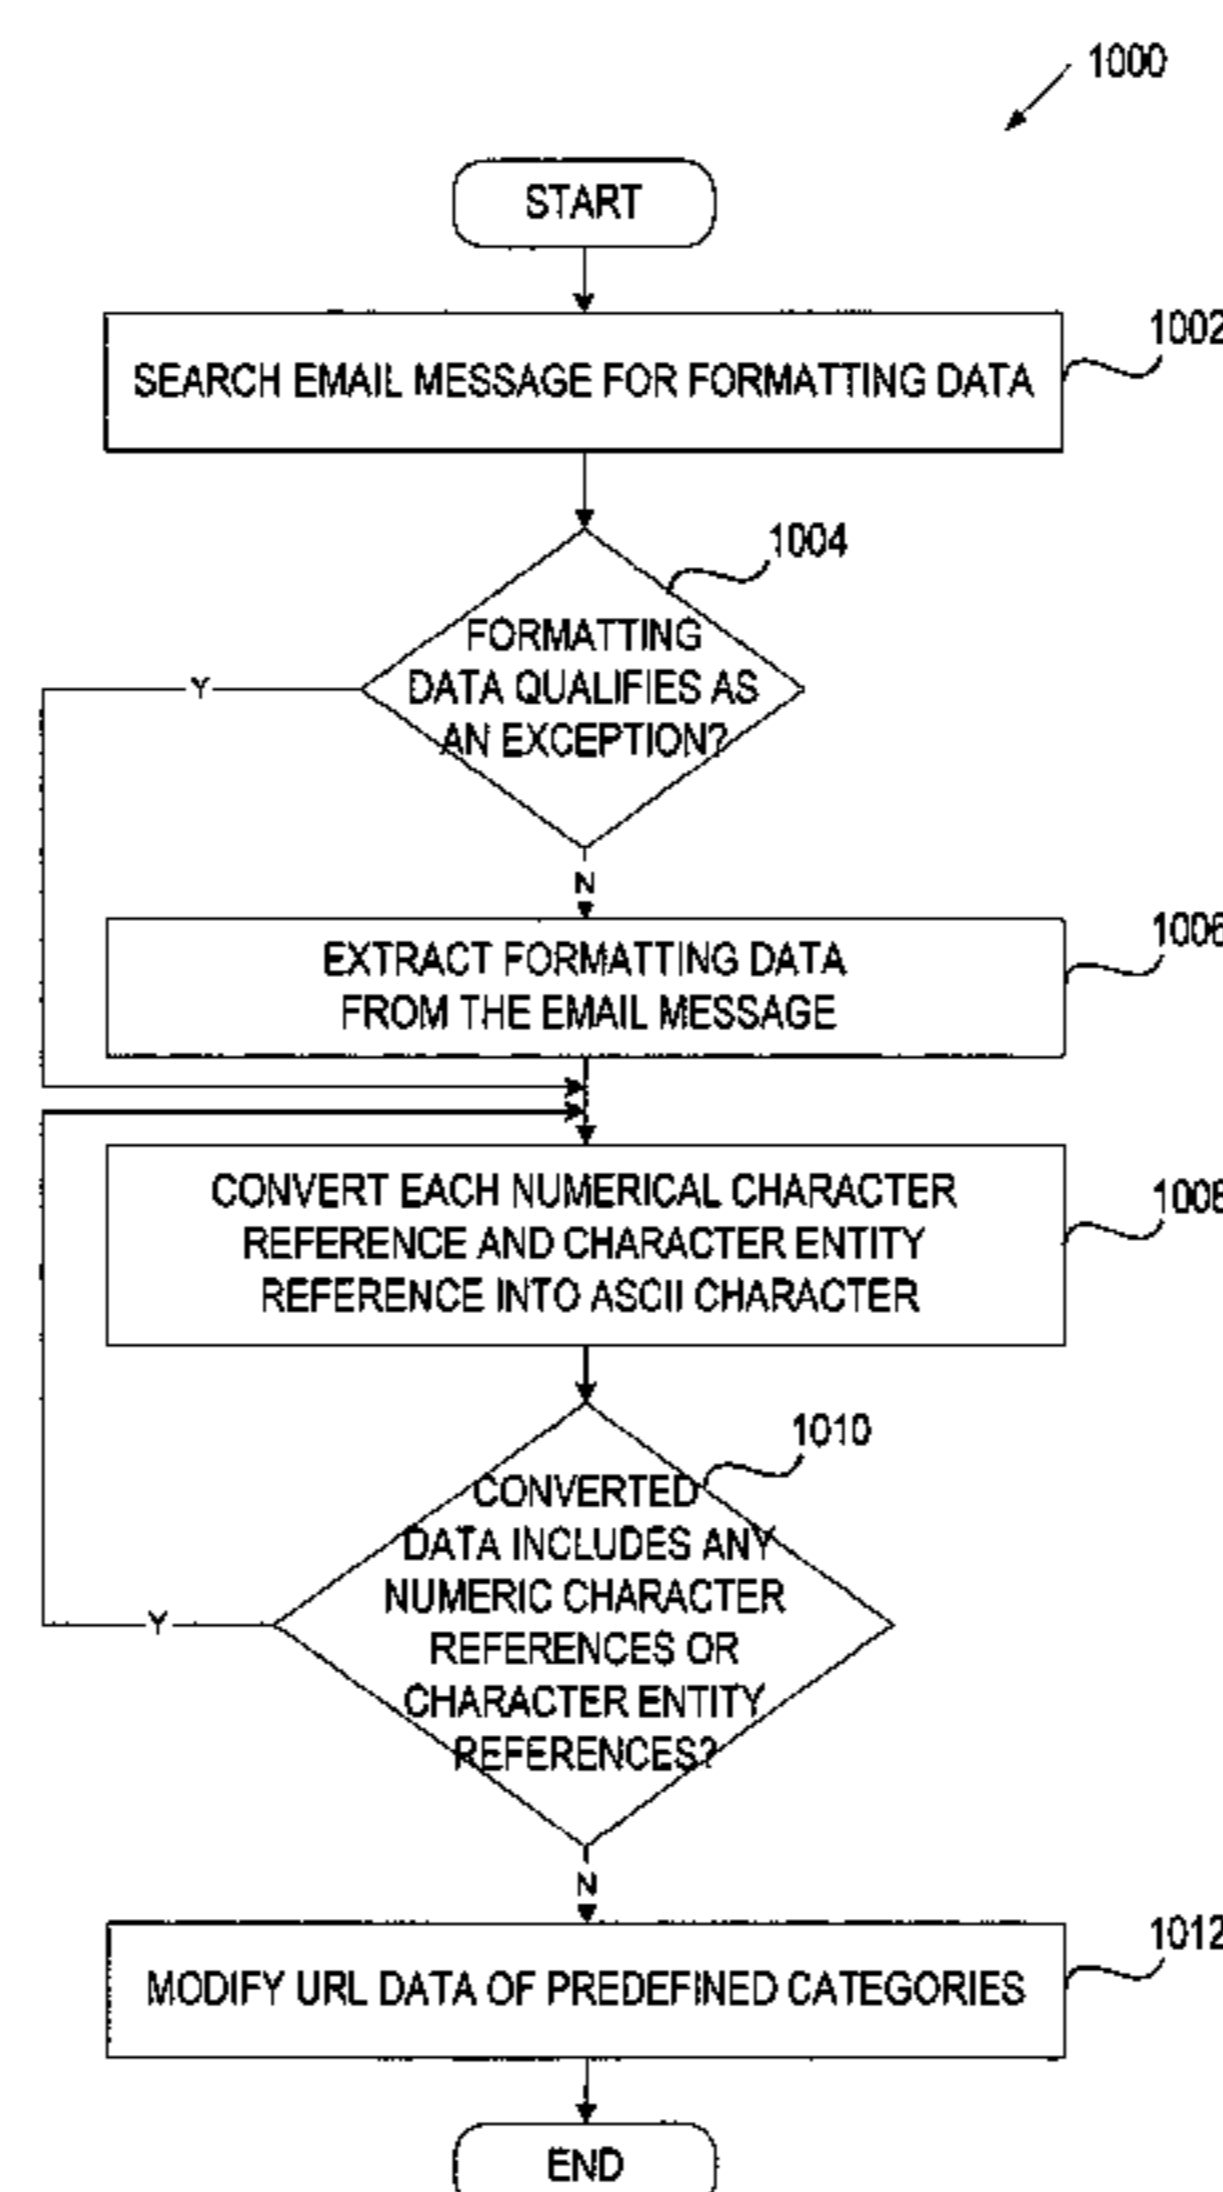 1000
START
SEARCH EMAIL MESSAGE FOR FORMATTING DATA
1002
1004
FORMATTING
DATA QUALIFIES AS
AN EXCEPTION?
Y
N
EXTRACT FORMATTING DATA
FROM THE EMAIL MESSAGE
1006
CONVERT EACH NUMERICAL CHARACTER
REFERENCE AND CHARACTER ENTITY
REFERENCE INTO ASCII CHARACTER
1008
1010
CONVERTED
DATA INCLUDES ANY
NUMERIC CHARACTER
REFERENCES OR
CHARACTER ENTITY
REFERENCES?
Y
N
MODIFY URL DATA OF PREDEFINED CATEGORIES
1012
END